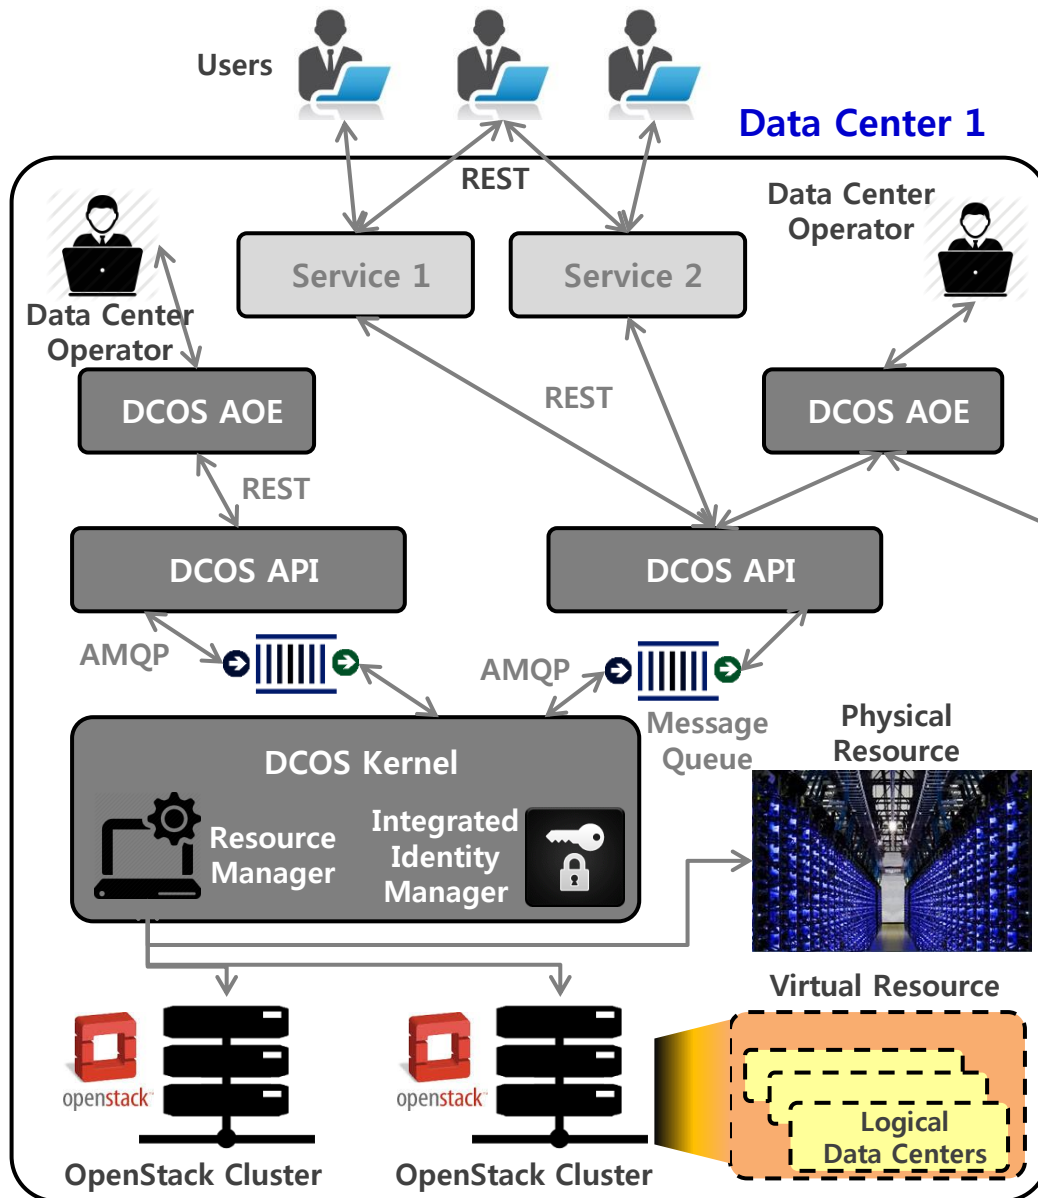 Users
Data Center 1
REST
Data Center
Operator
Service 1
Service 2
Data Center
Operator
DCOS AOE
REST
DCOS AOE
REST
DCOS API
DCOS API
AMQP
AMQP
Message
Queue
Physical
Resource
DCOS Kernel
Resource
Manager
Integrated
Identity
Manager
Virtual Resource
openstack
openstack
Logical
Data Centers
OpenStack Cluster
OpenStack Cluster